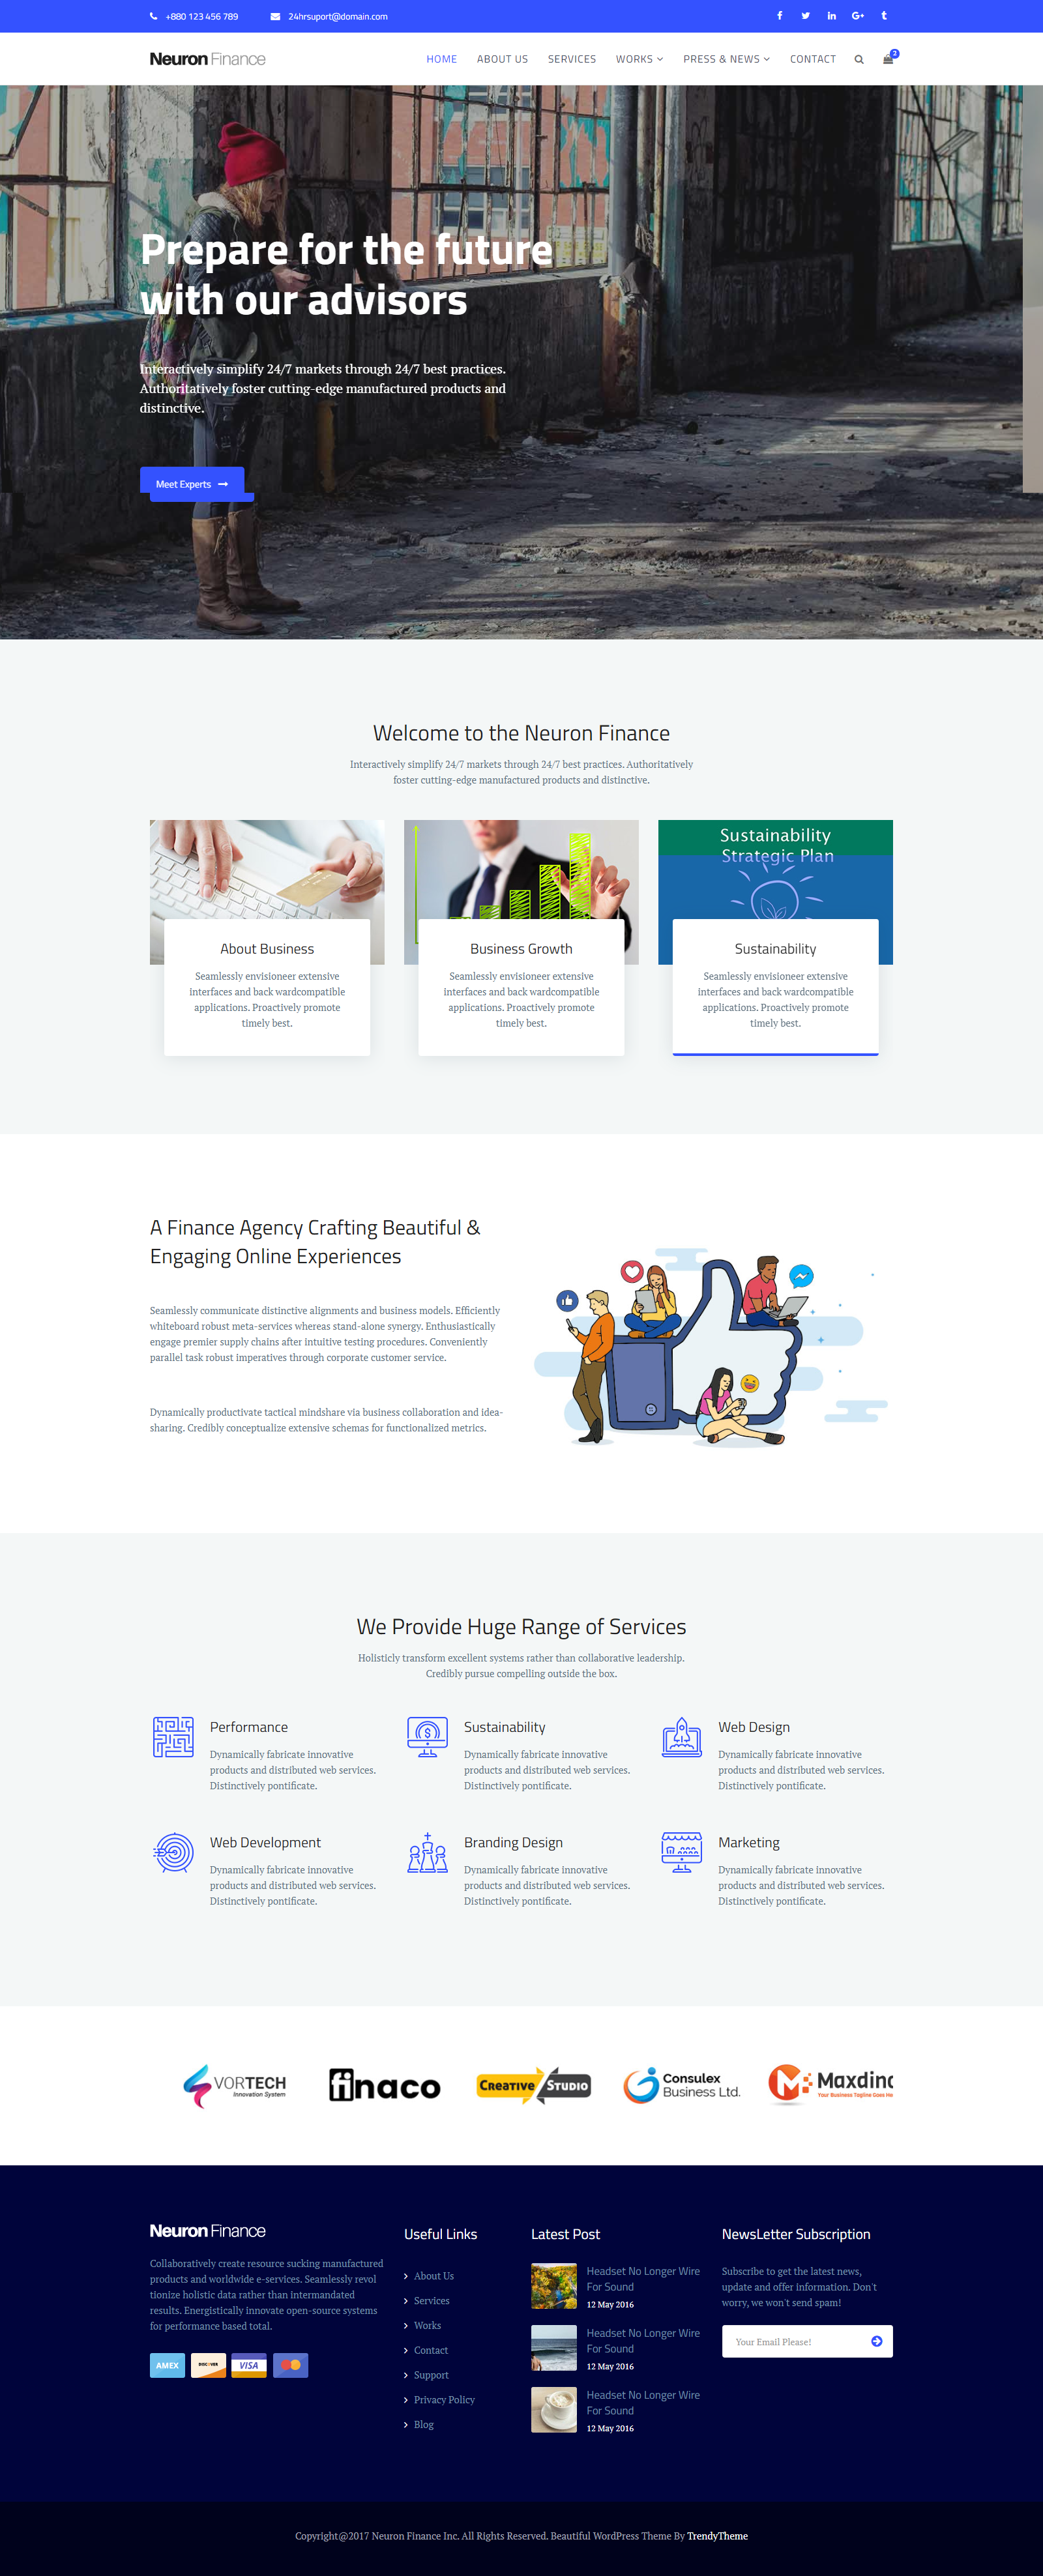 +880 123 456 789
24hrsuport@domain.com
Neuron Finance
HOME
ABOUT US
SERVICES
WORKS
PRESS & NEWS
CONTACT
2
Prepare for the future
with our advisors
Interactively simplify 24/7 markets through 24/7 best practices.
Authoritatively foster cutting-edge manufactured products and
distinctive.
Meet Experts
Welcome to the Neuron Finance
Interactively simplify 24/7 markets through 24/7 best practices. Authoritatively
foster cutting-edge manufactured products and distinctive.
About Business
Seamlessly envisioneer extensive
interfaces and back wardcompatible
applications. Proactively promote
timely best.
Business Growth
Seamlessly envisioneer extensive
interfaces and back wardcompatible
applications. Proactively promote
timely best.
Sustainability
Strategic Plan
Sustainability
Seamlessly envisioneer extensive
interfaces and back wardcompatible
applications. Proactively promote
timely best.
A Finance Agency Crafting Beautiful &
Engaging Online Experiences
Seamlessly communicate distinctive alignments and business models. Efficiently
whiteboard robust meta-services whereas stand-alone synergy. Enthusiastically
engage premier supply chains after intuitive testing procedures. Conveniently
parallel task robust imperatives through corporate customer service.
Dynamically productivate tactical mindshare via business collaboration and idea-
sharing. Credibly conceptualize extensive schemas for functionalized metrics.
We Provide Huge Range of Services
Holisticly transform excellent systems rather than collaborative leadership.
Credibly pursue compelling outside the box.
Performance
Dynamically fabricate innovative
products and distributed web services.
Distinctively pontificate.
Sustainability
Dynamically fabricate innovative
products and distributed web services.
Distinctively pontificate.
Web Design
Dynamically fabricate innovative
products and distributed web services.
Distinctively pontificate.
Web Development
Dynamically fabricate innovative
products and distributed web services.
Distinctively pontificate.
Branding Design
Dynamically fabricate innovative
products and distributed web services.
Distinctively pontificate.
Marketing
Dynamically fabricate innovative
products and distributed web services.
Distinctively pontificate.
VORTECH
Innovation System
finaco
CREATIVE STUDIO
Consulex
Business Ltd.
Maxdino
Your Business Tagline Goes He
Neuron Finance
Collaboratively create resource sucking manufactured
products and worldwide e-services. Seamlessly revol
tionize holistic data rather than intermandated
results. Energistically innovate open-source systems
for performance based total.
AMEX
DISCOVER
VISA
Useful Links
About Us
Services
Works
Contact
Support
Privacy Policy
Blog
Latest Post
Headset No Longer Wire
For Sound
12 May 2016
Headset No Longer Wire
For Sound
12 May 2016
Headset No Longer Wire
For Sound
12 May 2016
NewsLetter Subscription
Subscribe to get the latest news,
update and offer information. Don't
worry, we won't send spam!
Your Email Please!
Copyright@2017 Neuron Finance Inc. All Rights Reserved. Beautiful WordPress Theme By TrendyTheme